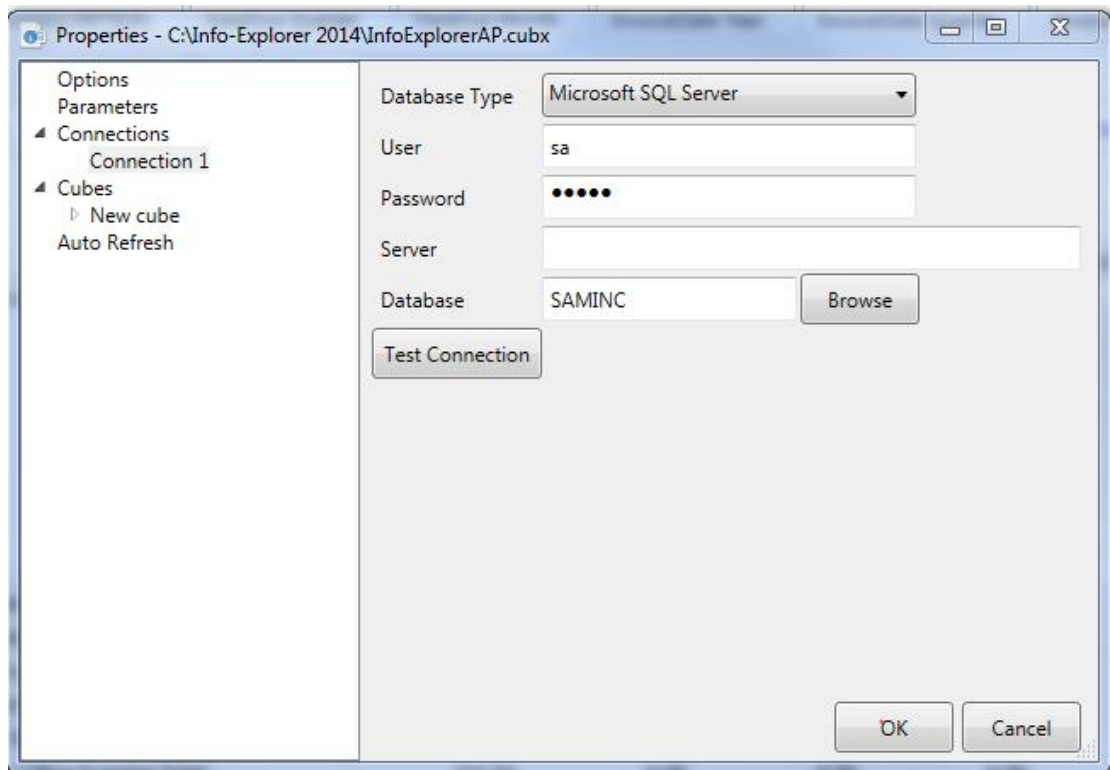 Properties - C:\Info-Explorer 2014\InfoExplorerAP.cubx
Options
Parameters
Connections
Connection 1
Cubes
New cube
Auto Refresh
Database Type
Microsoft SQL Server
User
sa
Password
•••••
Server
Database
SAMINC
Browse
Test Connection
OK
Cancel